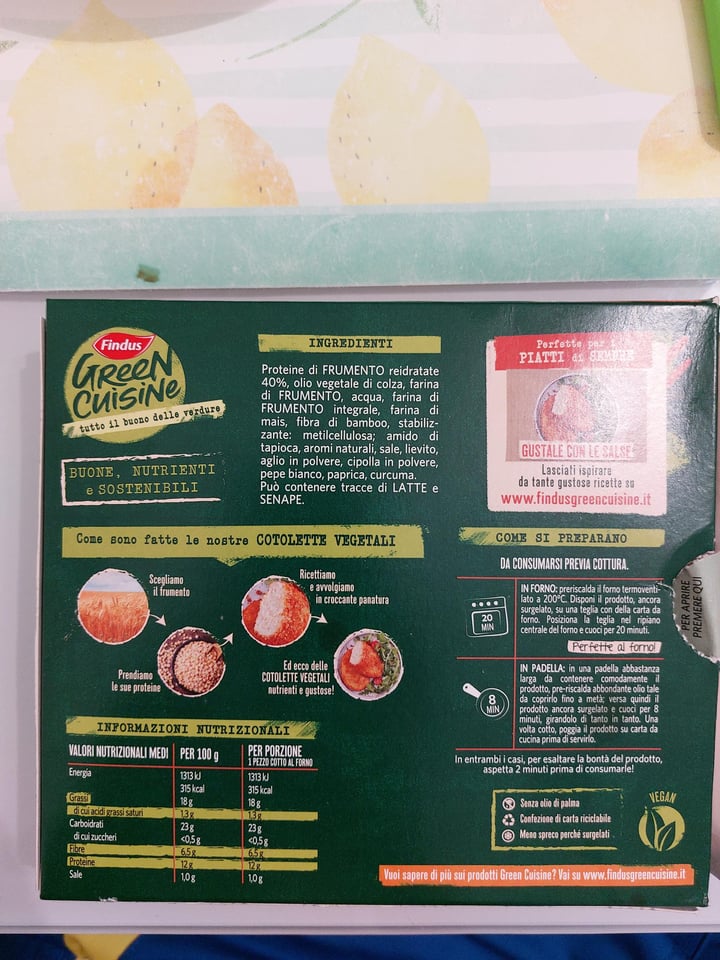 Findus
GREEN
CUISINE
tutto il buono delle verdure
BUONE, NUTRIENTI
e SOSTENIBILI
INGREDIENTI
Proteine di FRUMENTO reidratate
40%, olio vegetale di colza, farina
di FRUMENTO, acqua, farina di
FRUMENTO integrale, farina di
mais, fibra di bamboo, stabiliz-
zante: metilcellulosa; amido di
tapioca, aromi naturali, sale, lievito,
aglio in polvere, cipolla in polvere,
pepe bianco, paprica, curcuma.
Può contenere tracce di LATTE e
SENAPE.
Perfette per i
PIATTI di SEMPRE
GUSTALE CON LE SALSE
Lasciati ispirare
da tante gustose ricette su
www.findusgreencuisine.it
Come sono fatte le nostre COTOLETTE VEGETALI
Scegliamo
il frumento
Prendiamo
le sue proteine
Ricettiamo
e avvolgiamo
in croccante panatura
Ed ecco delle
COTOLETTE VEGETALI
nutrienti e gustose!
COME SI PREPARANO
DA CONSUMARSI PREVIA COTTURA.
20
MIN
IN FORNO: preriscalda il forno termoventi-
lato a 200°C. Disponi il prodotto, ancora
surgelato, su una teglia con della carta da
forno. Posiziona la teglia nel ripiano
centrale del forno e cuoci per 20 minuti.
Perfette al forno!
8
MIN
IN PADELLA: in una padella abbastanza
larga da contenere comodamente il
prodotto, pre-riscalda abbondante olio tale
da coprirlo fino a metà; versa quindi il
prodotto ancora surgelato e cuoci per 8
minuti, girandolo di tanto in tanto. Una
volta cotto, poggia il prodotto su carta da
cucina prima di servirlo.
In entrambi i casi, per esaltare la bontà del prodotto,
aspetta 2 minuti prima di consumarle!
PER APRIRE
PREMERE QUI
INFORMAZIONI NUTRIZIONALI
VALORI NUTRIZIONALI MEDI PER 100 g PER PORZIONE
1 PEZZO COTTO AL FORNO
Energia 1313 kJ 1313 kJ
315 kcal 315 kcal
Grassi 18 g 18 g
di cui acidi grassi saturi 1,3 g 1,3 g
Carboidrati 23 g 23 g
di cui zuccheri <0,5 g <0,5 g
Fibre 6,5 g 6,5 g
Proteine 12 g 12 g
Sale 1,0 g 1,0 g
Senza olio di palma
Confezione di carta riciclabile
Meno spreco perché surgelati
VEGAN
Vuoi sapere di più sui prodotti Green Cuisine? Vai su www.findusgreencuisine.it